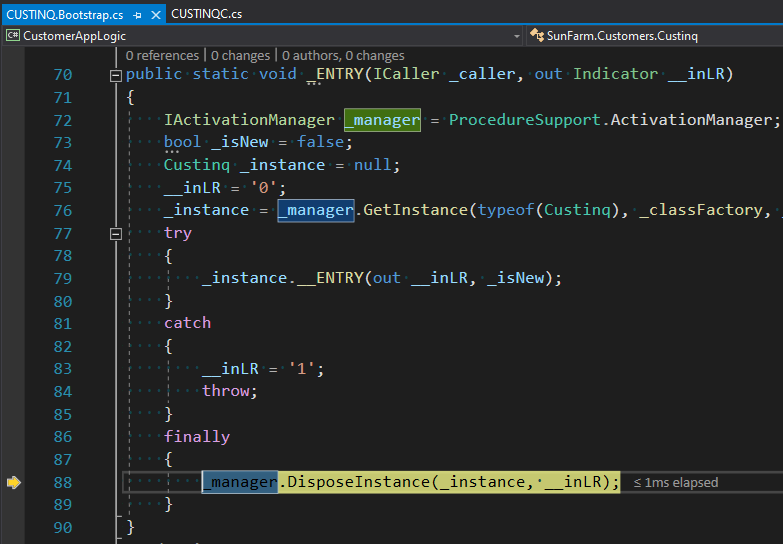 CUSTINQ.Bootstrap.cs CUSTINQC.cs
CustomerAppLogic SunFarm.Customers.Custinq
0 references | 0 changes | 0 authors, 0 changes
70 public static void _ENTRY(ICaller _caller, out Indicator __inLR)
71 {
72 IActivationManager _manager = ProcedureSupport.ActivationManager;
73 bool _isNew = false;
74 Custinq _instance = null;
75 __inLR = '0';
76 _instance = _manager.GetInstance(typeof(Custinq), _classFactory,
77 try
78 {
79 _instance.__ENTRY(out __inLR, _isNew);
80 }
81 catch
82 {
83 __inLR = '1';
84 throw;
85 }
86 finally
87 {
88 _manager.DisposeInstance(_instance, __inLR); ≤ 1ms elapsed
89 }
90 }